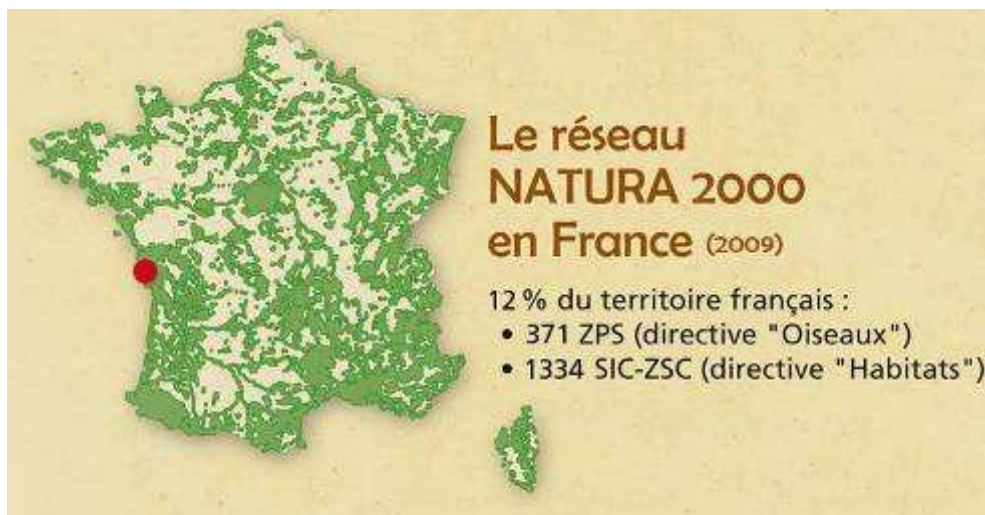 Le réseau
NATURA 2000
en France (2009)
12 % du territoire français :
• 371 ZPS (directive "Oiseaux")
• 1334 SIC-ZSC (directive "Habitats")